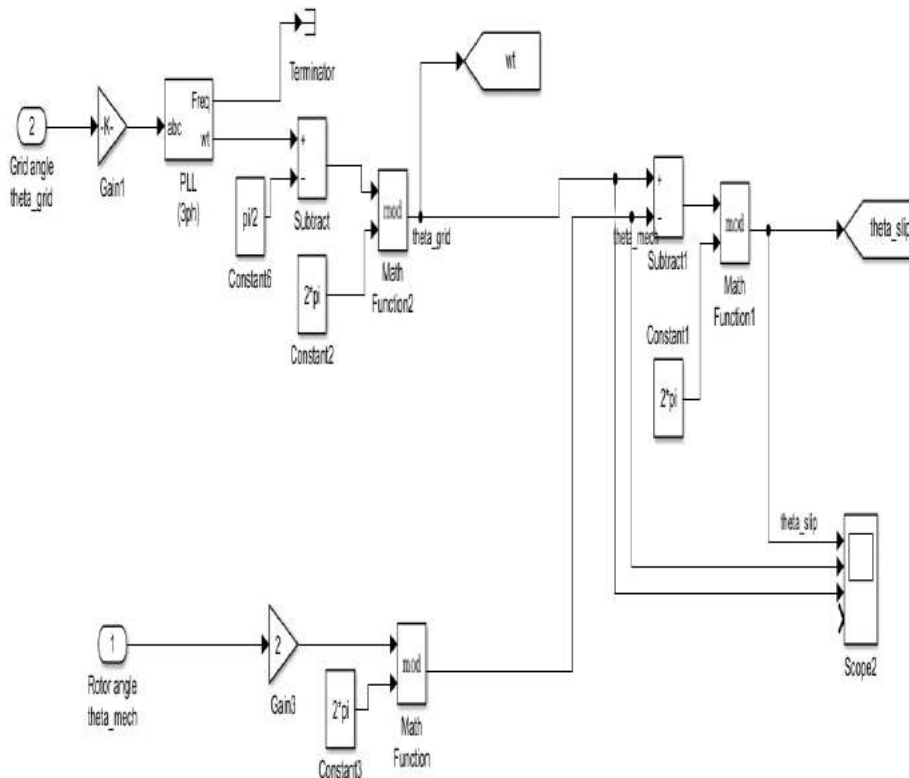 wt
Terminator
Freq
2
-K-
abc
wt
+
Grid angle
theta_grid
Gain1
PLL
(3ph)
−
pi/2
Subtract
mod
Constant6
theta_grid
Math
Function2
2*pi
Constant2
+
−
theta_mech
Subtract1
mod
theta_slip
Math
Function1
Constant1
2*pi
theta_slip
Scope2
1
Rotor angle
theta_mech
2
Gain3
mod
2*pi
Math
Function
Constant3